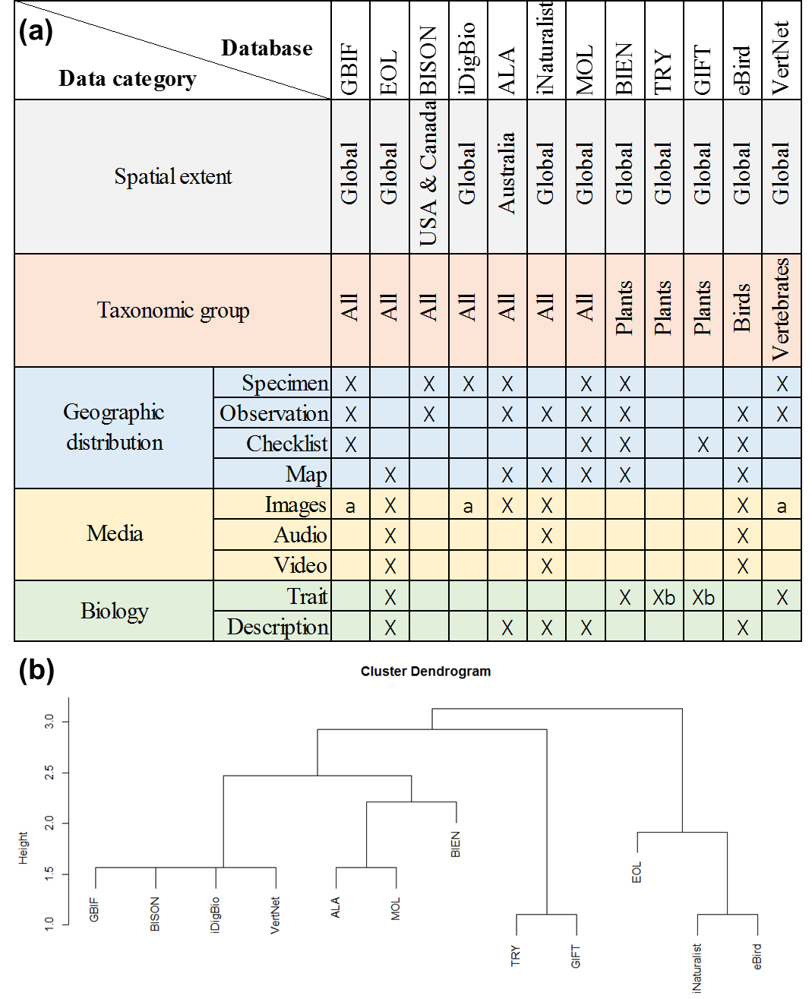 (a)
Database
Data category
GBIF
EOL
BISON
iDigBio
ALA
iNaturalist
MOL
BIEN
TRY
GIFT
eBird
VertNet
Spatial extent
Global
Global
USA & Canada
Global
Australia
Global
Global
Global
Global
Global
Global
Global
Taxonomic group
All
All
All
All
All
All
All
Plants
Plants
Plants
Birds
Vertebrates
Geographic
distribution
Specimen X X X X X X X
Observation X X X X X X X X
Checklist X X X X X
Map X X X X X X
Media
Images a X a X X X a
Audio X X X
Video X X X
Biology
Trait X X Xb Xb X
Description X X X X X
(b)
Cluster Dendrogram
Height
3.0
2.5
2.0
1.5
1.0
GBIF
BISON
iDigBio
VertNet
ALA
MOL
BIEN
TRY
GIFT
EOL
iNaturalist
eBird